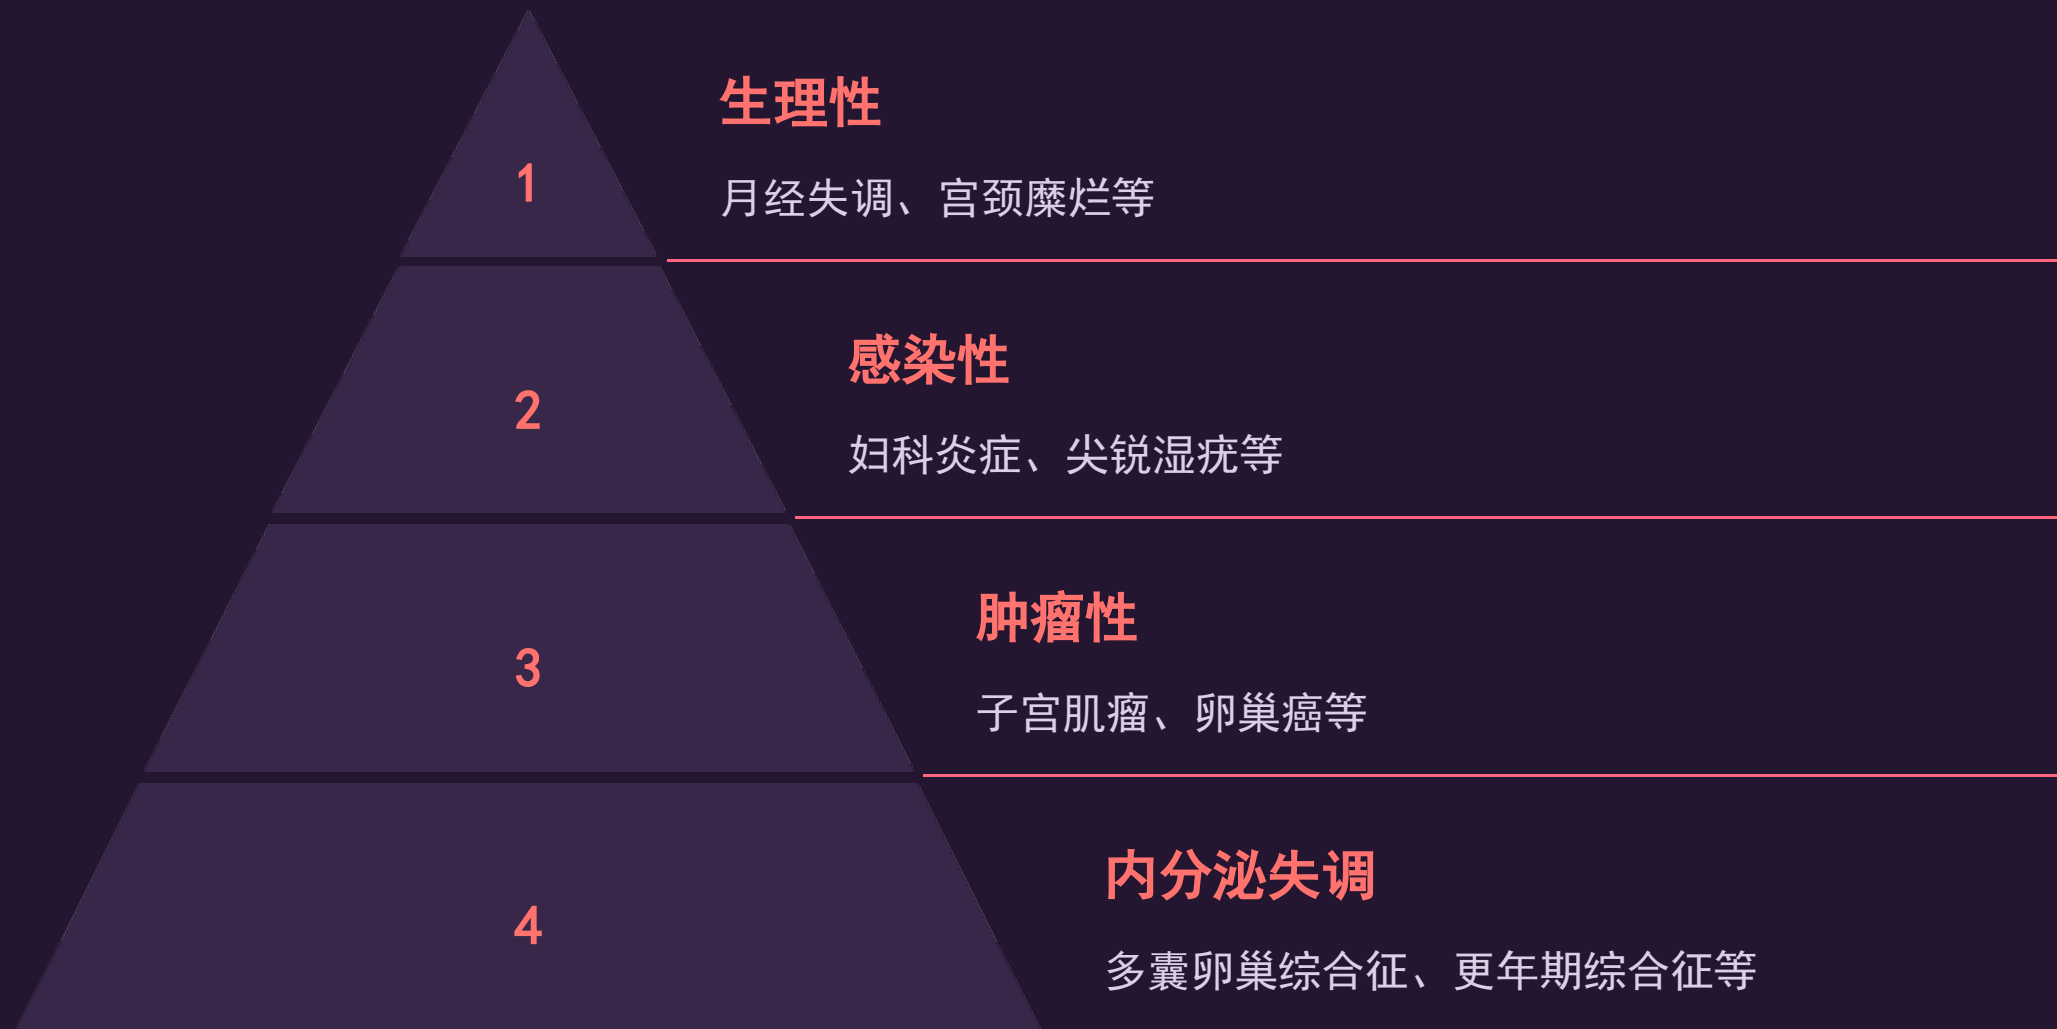 1
生理性
月经失调、宫颈糜烂等
2
感染性
妇科炎症、尖锐湿疣等
3
肿瘤性
子宫肌瘤、卵巢癌等
4
内分泌失调
多囊卵巢综合征、更年期综合征等